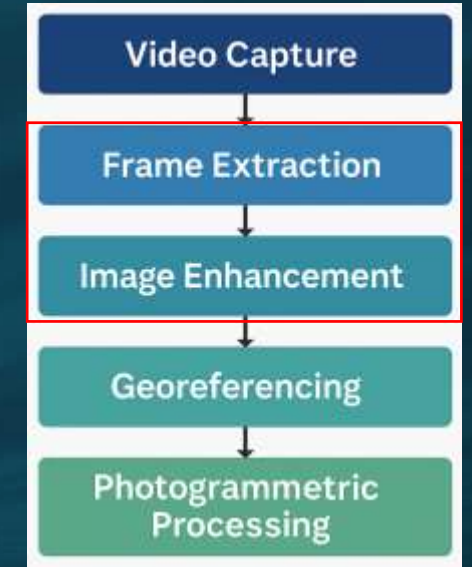 Video Capture
Frame Extraction
Image Enhancement
Georeferencing
Photogrammetric
Processing